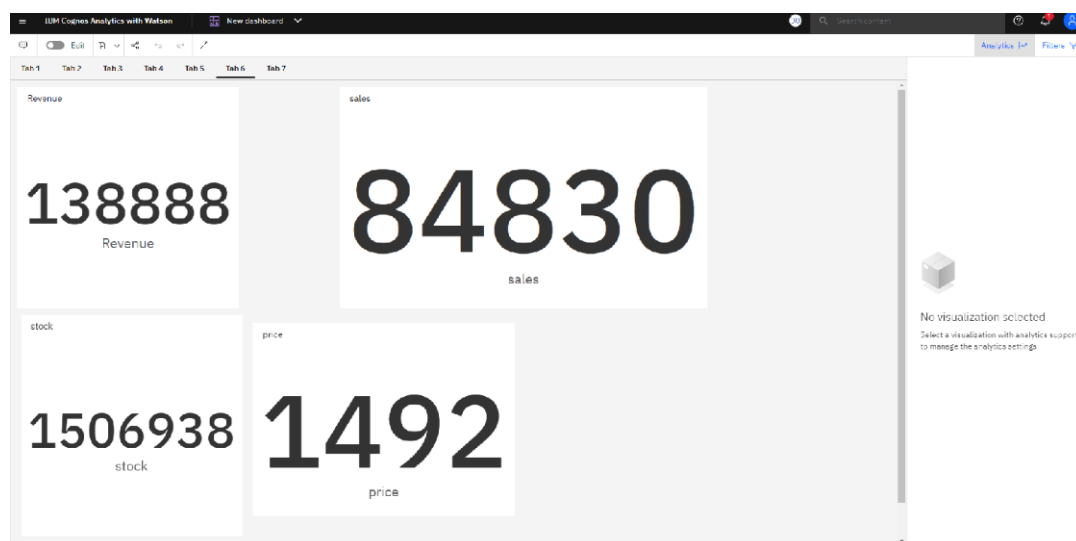 IBM Cognos Analytics with Watson New dashboard Search content
Edit Analytics Filters
Tab 1 Tab 2 Tab 3 Tab 4 Tab 5 Tab 6 Tab 7
Revenue
138888
Revenue
sales
84830
sales
stock
1506938
stock
price
1492
price
No visualization selected
Select a visualization with analytics support
to manage the analytics settings